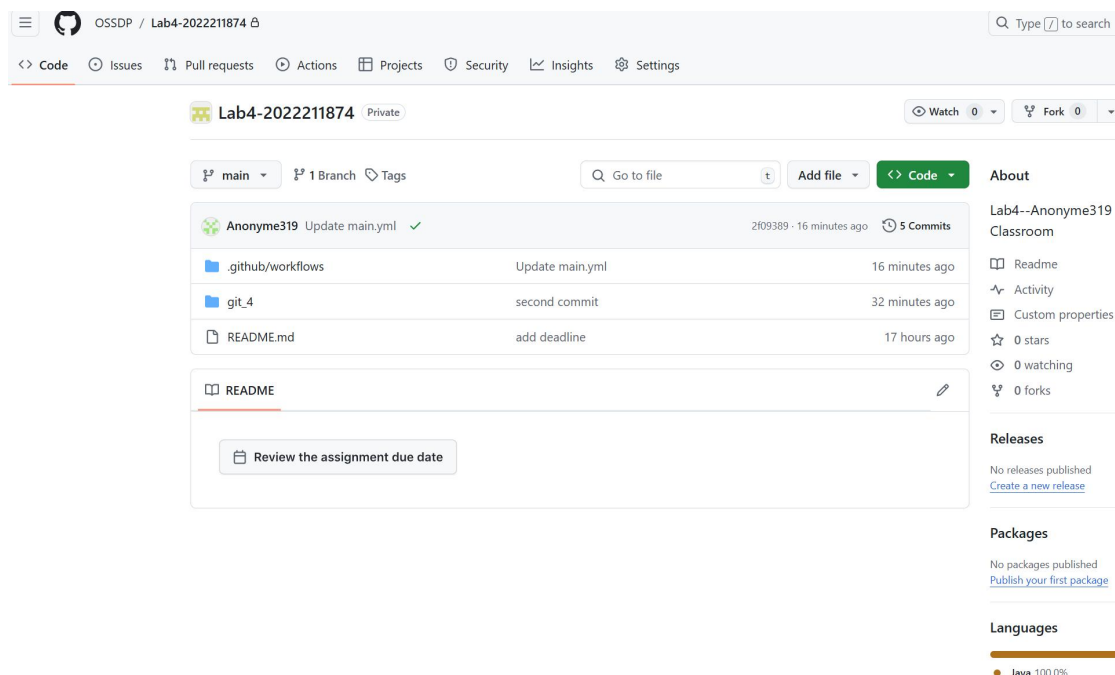 OSSDP / Lab4-2022211874
Type / to search
Code Issues Pull requests Actions Projects Security Insights Settings
Lab4-2022211874 Private
Watch 0 Fork 0
main 1 Branch Tags
Go to file t Add file Code
Anonyme319 Update main.yml 2f09389 · 16 minutes ago 5 Commits
.github/workflows Update main.yml 16 minutes ago
git_4 second commit 32 minutes ago
README.md add deadline 17 hours ago
README
Review the assignment due date
About
Lab4--Anonyme319
Classroom
Readme
Activity
Custom properties
0 stars
0 watching
0 forks
Releases
No releases published
Create a new release
Packages
No packages published
Publish your first package
Languages
Java 100.0%